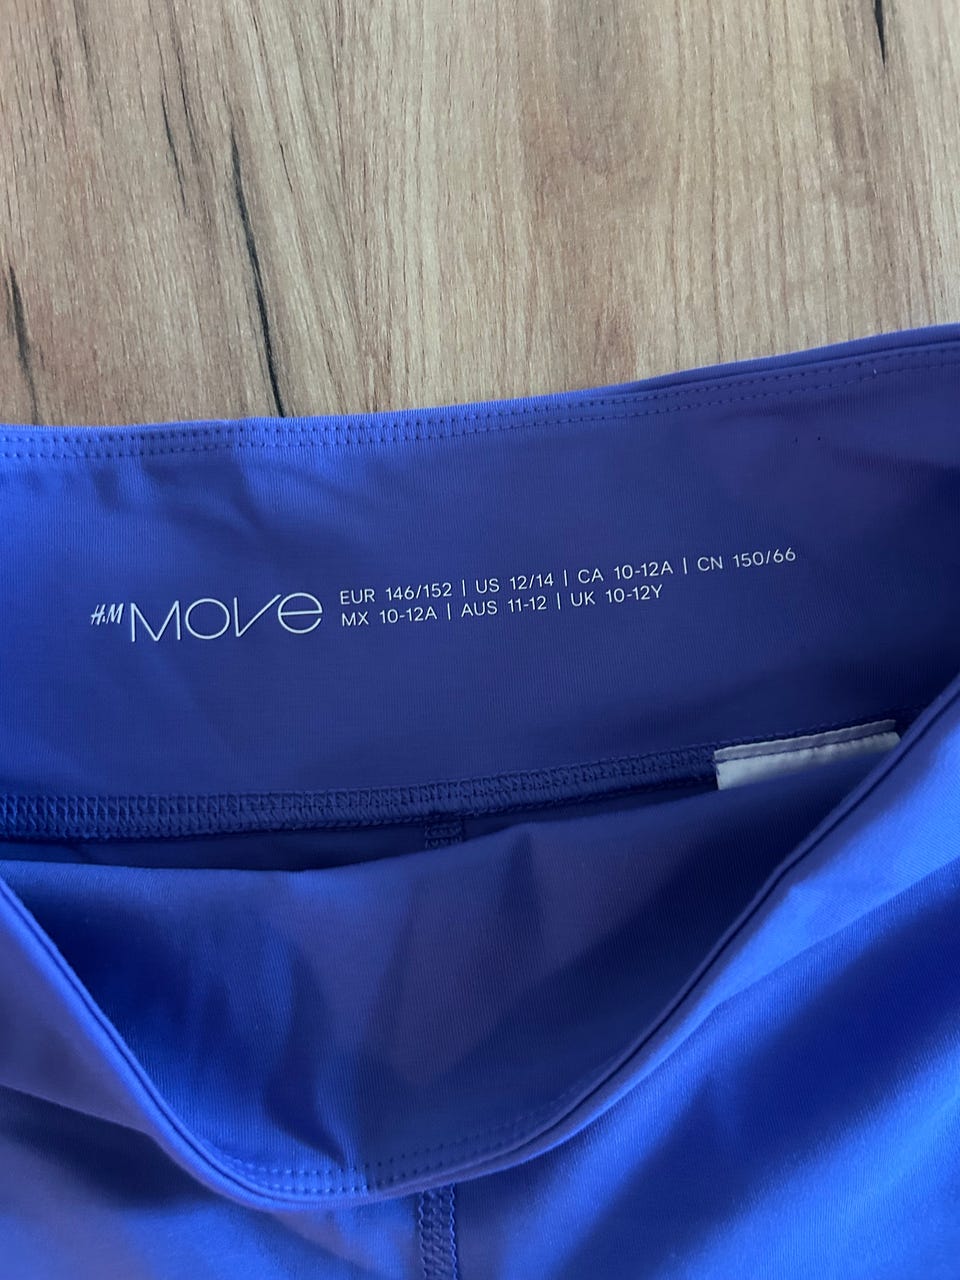 H&M MOVE
EUR 146/152 | US 12/14 | CA 10-12A | CN 150/66
MX 10-12A | AUS 11-12 | UK 10-12Y